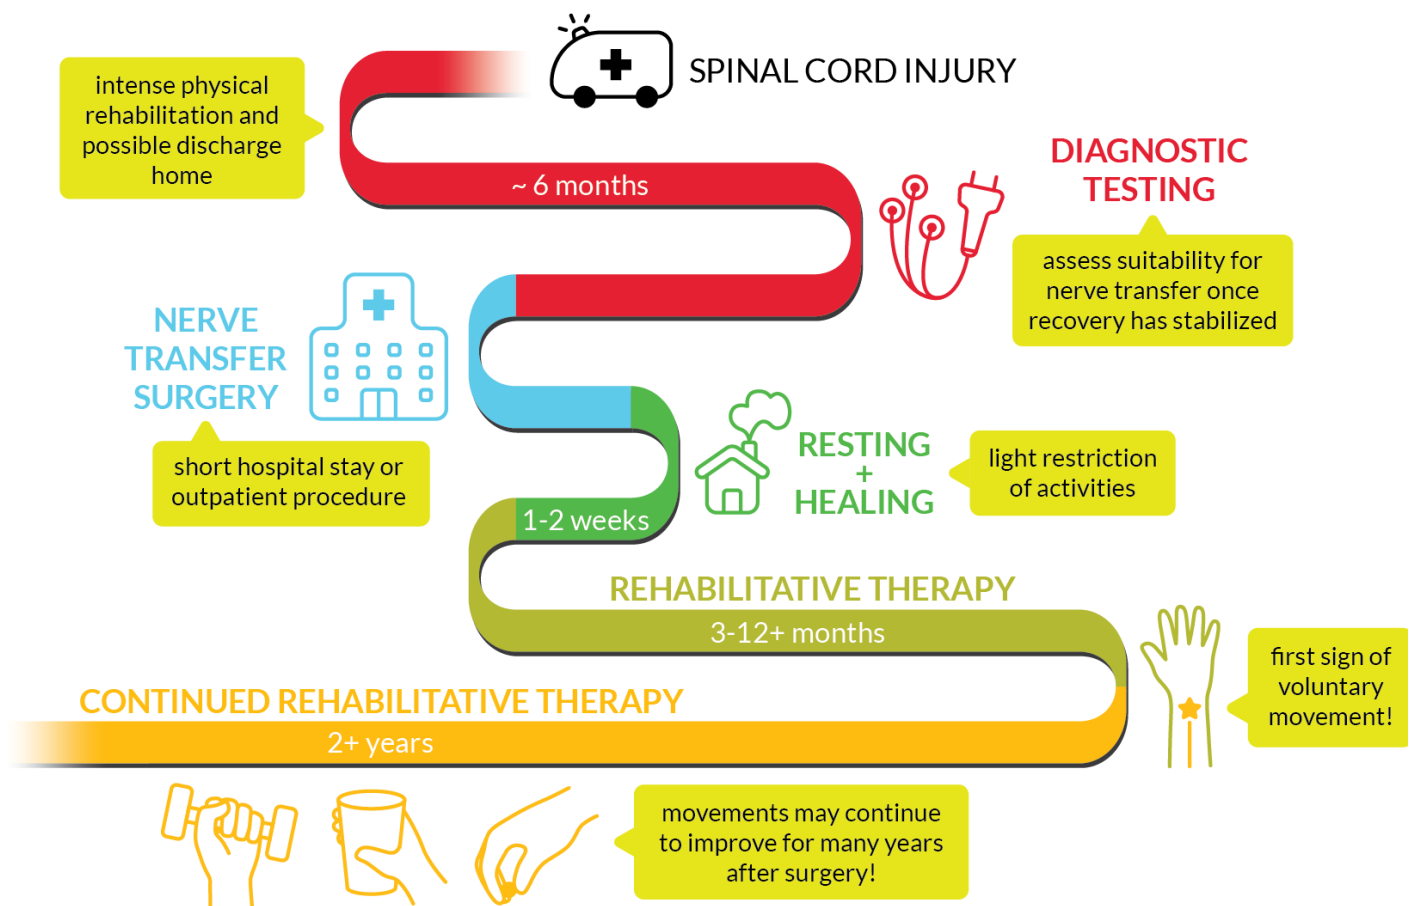 SPINAL CORD INJURY
intense physical
rehabilitation and
possible discharge
home
~ 6 months
DIAGNOSTIC
TESTING
assess suitability for
nerve transfer once
recovery has stabilized
NERVE
TRANSFER
SURGERY
short hospital stay or
outpatient procedure
RESTING
+
HEALING
light restriction
of activities
1-2 weeks
REHABILITATIVE THERAPY
3-12+ months
first sign of
voluntary
movement!
CONTINUED REHABILITATIVE THERAPY
2+ years
movements may continue
to improve for many years
after surgery!